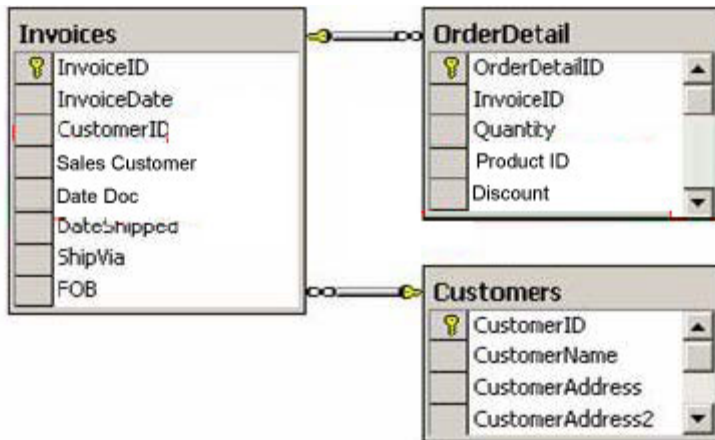 Invoices
InvoiceID
InvoiceDate
CustomerID
Sales Customer
Date Doc
DateShipped
ShipVia
FOB
OrderDetail
OrderDetailID
InvoiceID
Quantity
Product ID
Discount
Customers
CustomerID
CustomerName
CustomerAddress
CustomerAddress2